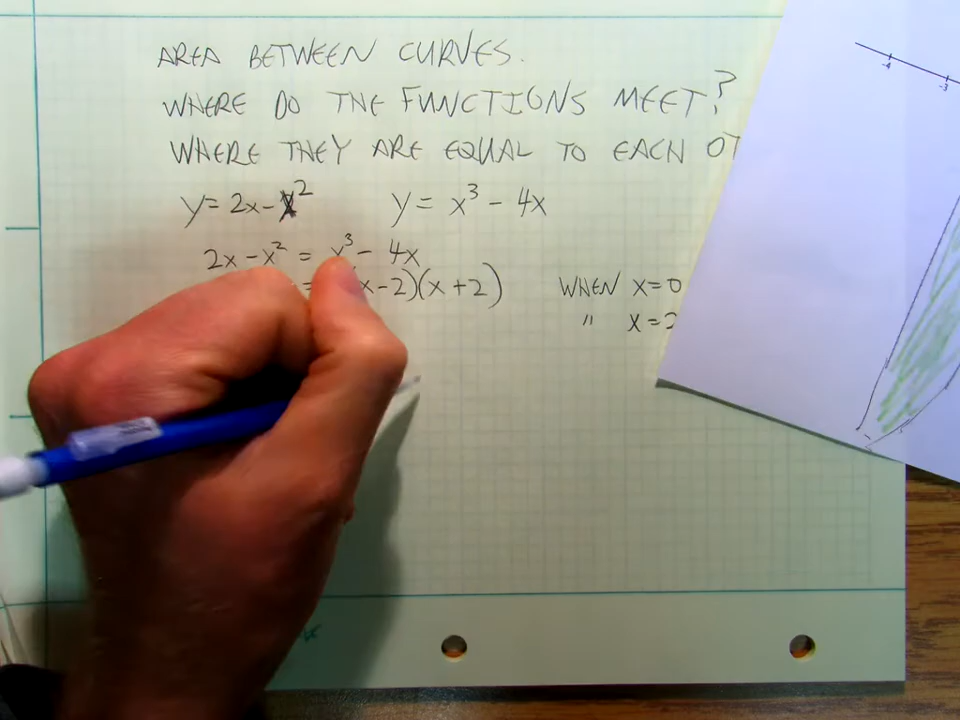 AREA BETWEEN CURVES.
WHERE DO THE FUNCTIONS MEET?
WHERE THEY ARE EQUAL TO EACH OT
y = 2x - x² y = x³ - 4x
2x - x² = x³ - 4x
= (x - 2)(x + 2) WHEN x = 0
" x = 2
-4
-3